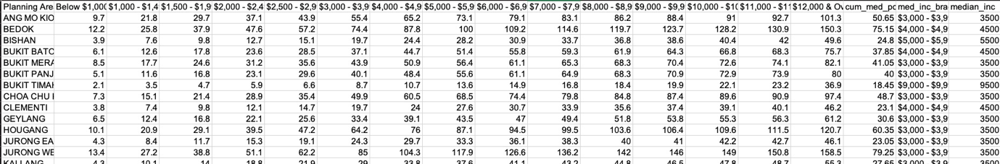 Planning Are Below $1,000 $1,000 - $1,4 $1,500 - $1,9 $2,000 - $2,4 $2,500 - $2,9 $3,000 - $3,9 $4,000 - $4,9 $5,000 - $5,9 $6,000 - $6,9 $7,000 - $7,9 $8,000 - $8,9 $9,000 - $9,9 $10,000 - $10 $11,000 - $11 $12,000 & Ov cum_med_po med_inc_bra median_inc
ANG MO KIO 9.7 21.8 29.7 37.1 43.9 55.4 65.2 73.1 79.1 83.1 86.2 88.4 91 92.7 101.3 50.65 $3,000 - $3,9 3500
BEDOK 12.2 25.8 37.9 47.6 57.2 74.4 87.8 100 109.2 114.6 119.7 123.7 128.2 130.9 150.3 75.15 $4,000 - $4,9 4500
BISHAN 3.9 7.6 9.8 12.7 15.1 19.7 24.4 28.2 30.9 33.7 36.8 38.6 40.4 42 49.6 24.8 $5,000 - $5,9 5500
BUKIT BATC 6.1 12.6 17.8 23.6 28.5 37.1 44.7 51.4 55.8 59.3 61.9 64.3 66.8 68.3 75.7 37.85 $4,000 - $4,9 4500
BUKIT MERA 8.5 17.7 24.6 31.2 35.6 43.9 50.9 56.4 61.1 65.3 68.3 70.4 72.6 74.1 82.1 41.05 $3,000 - $3,9 3500
BUKIT PANJ 5.1 11.6 16.8 23.1 29.6 40.1 48.4 55.6 61.1 64.9 68.3 70.9 72.9 73.9 80 40 $3,000 - $3,9 3500
BUKIT TIMAH 2.1 3.5 4.7 5.9 6.6 8.7 10.7 13.6 14.9 16.8 18.4 19.9 22.1 23.2 36.9 18.45 $9,000 - $9,9 9500
CHOA CHU 7.3 15.1 21.4 28.9 35.4 49.9 60.5 68.5 74.4 79.8 84.8 87.4 89.6 90.9 97.4 48.7 $3,000 - $3,9 3500
CLEMENTI 3.8 7.4 9.8 12.1 14.7 19.7 24 27.6 30.7 33.9 35.6 37.4 39.1 40.1 46.2 23.1 $4,000 - $4,9 4500
GEYLANG 6.5 12.4 16.8 22.1 25.6 33.4 39.1 43.5 47 49.4 51.8 53.8 55.3 56.3 61.2 30.6 $3,000 - $3,9 3500
HOUGANG 10.1 20.9 29.1 39.5 47.2 64.2 76 87.1 94.5 99.5 103.6 106.4 109.6 111.5 120.7 60.35 $3,000 - $3,9 3500
JURONG EA 4.3 8.4 11.7 15.3 19.1 24.3 29.7 33.3 36.1 38.3 40 41 42.2 42.7 46.1 23.05 $3,000 - $3,9 3500
JURONG WE 13.4 27.2 38.8 51.1 62.2 85 104.3 117.9 126.6 136.2 142 146 149 150.8 158.5 79.25 $3,000 - $3,9 3500
KALLANG 4.3 10.1 14 18.8 21.9 29 33.8 37.6 41.1 43.2 44.8 46.5 47.8 48.7 55.3 27.65 $3,000 - $3,9 3500